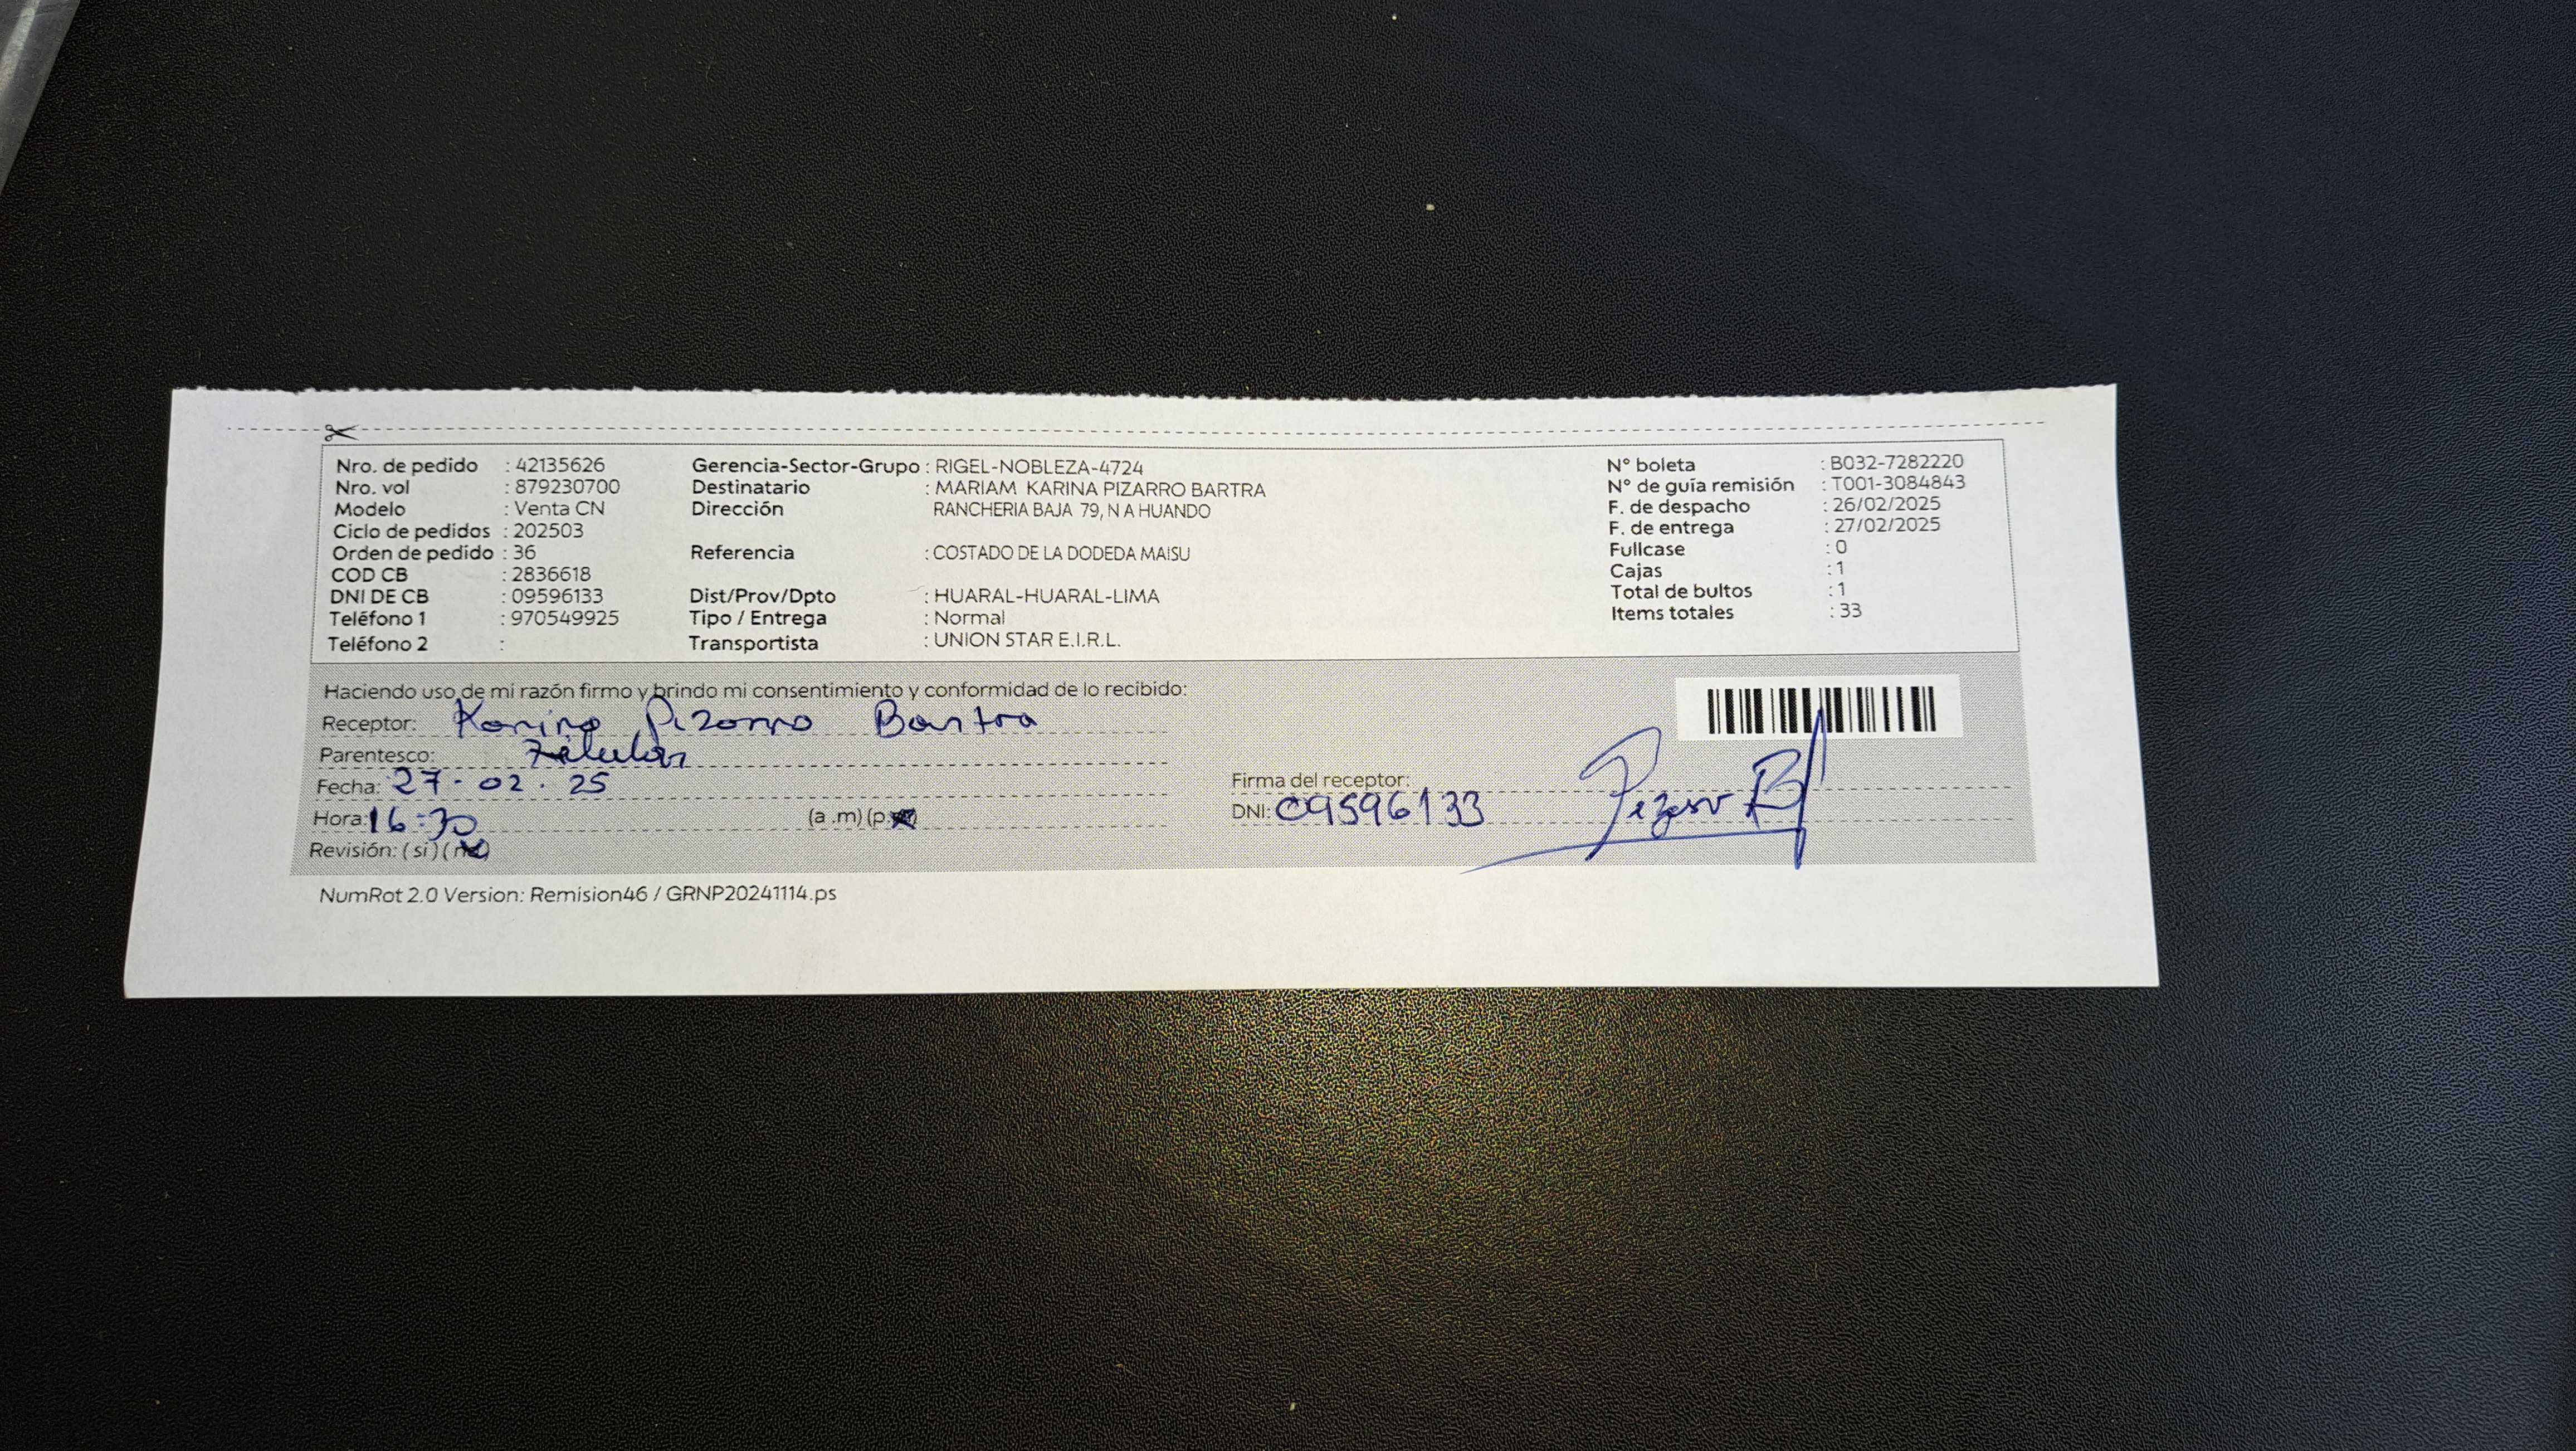 Nro. de pedido : 42135626 Gerencia-Sector-Grupo : RIGEL-NOBLEZA-4724 N° boleta : B032-7282220
Nro. vol : 879230700 Destinatario : MARIAM KARINA PIZARRO BARTRA N° de guía remisión : T001-3084843
Modelo : Venta CN Dirección RANCHERIA BAJA 79, N A HUANDO F. de despacho : 26/02/2025
Ciclo de pedidos : 202503 F. de entrega : 27/02/2025
Orden de pedido : 36 Referencia : COSTADO DE LA DODEDA MAISU Fullcase : 0
COD CB : 2836618 Cajas : 1
DNI DE CB : 09596133 Dist/Prov/Dpto : HUARAL-HUARAL-LIMA Total de bultos : 1
Teléfono 1 : 970549925 Tipo / Entrega : Normal Items totales : 33
Teléfono 2 : Transportista : UNION STAR E.I.R.L.
Haciendo uso de mi razón firmo y brindo mi consentimiento y conformidad de lo recibido:
Receptor: Karina Pizarro Bartra
Parentesco: Titular
Fecha: 27-02.25 Firma del receptor:
Hora: 16:30 (a .m) (p. DNI: 09596133
Revisión: ( si ) ( no)
NumRot 2.0 Version: Remision46 / GRNP20241114.ps